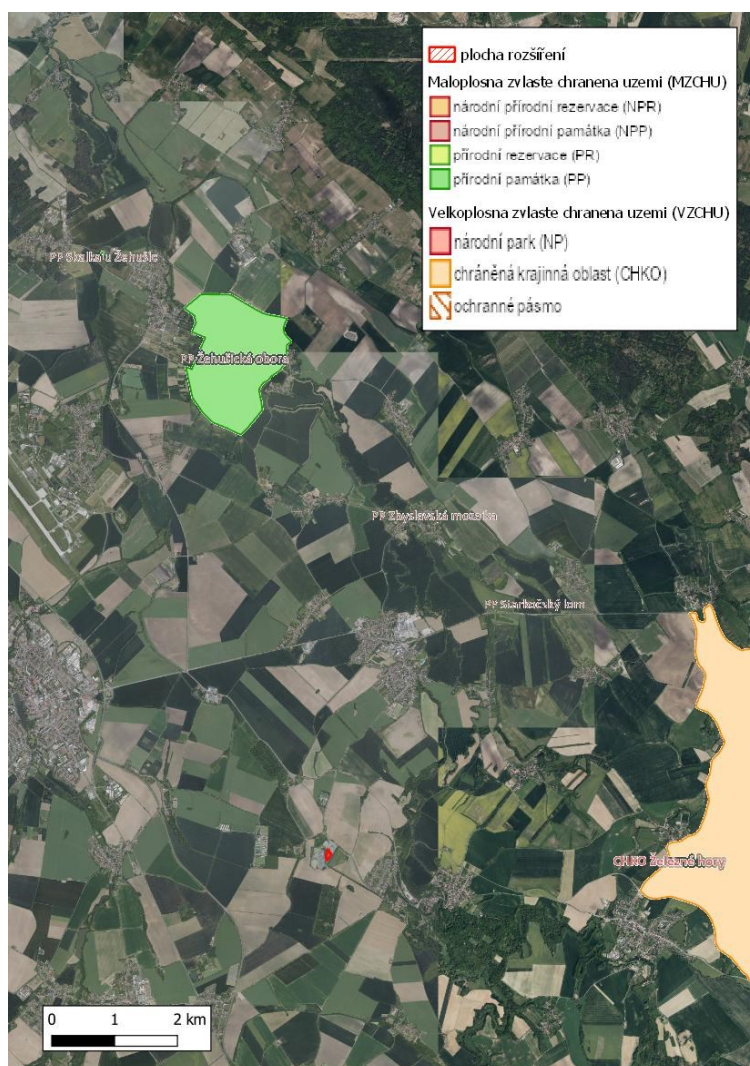 plocha rozšíření
Maloplosna zvlaste chranena uzemi (MZCHU)
národní přírodní rezervace (NPR)
národní přírodní památka (NPP)
přírodní rezervace (PR)
přírodní památka (PP)
Velkoplosna zvlaste chranena uzemi (VZCHU)
národní park (NP)
chráněná krajinná oblast (CHKO)
ochranné pásmo
PP Skalka u Žehušic
PP Žehušická obora
PP Zbyslavská mozaika
PP Starkočský lom
CHKO Železné hory
0 1 2 km